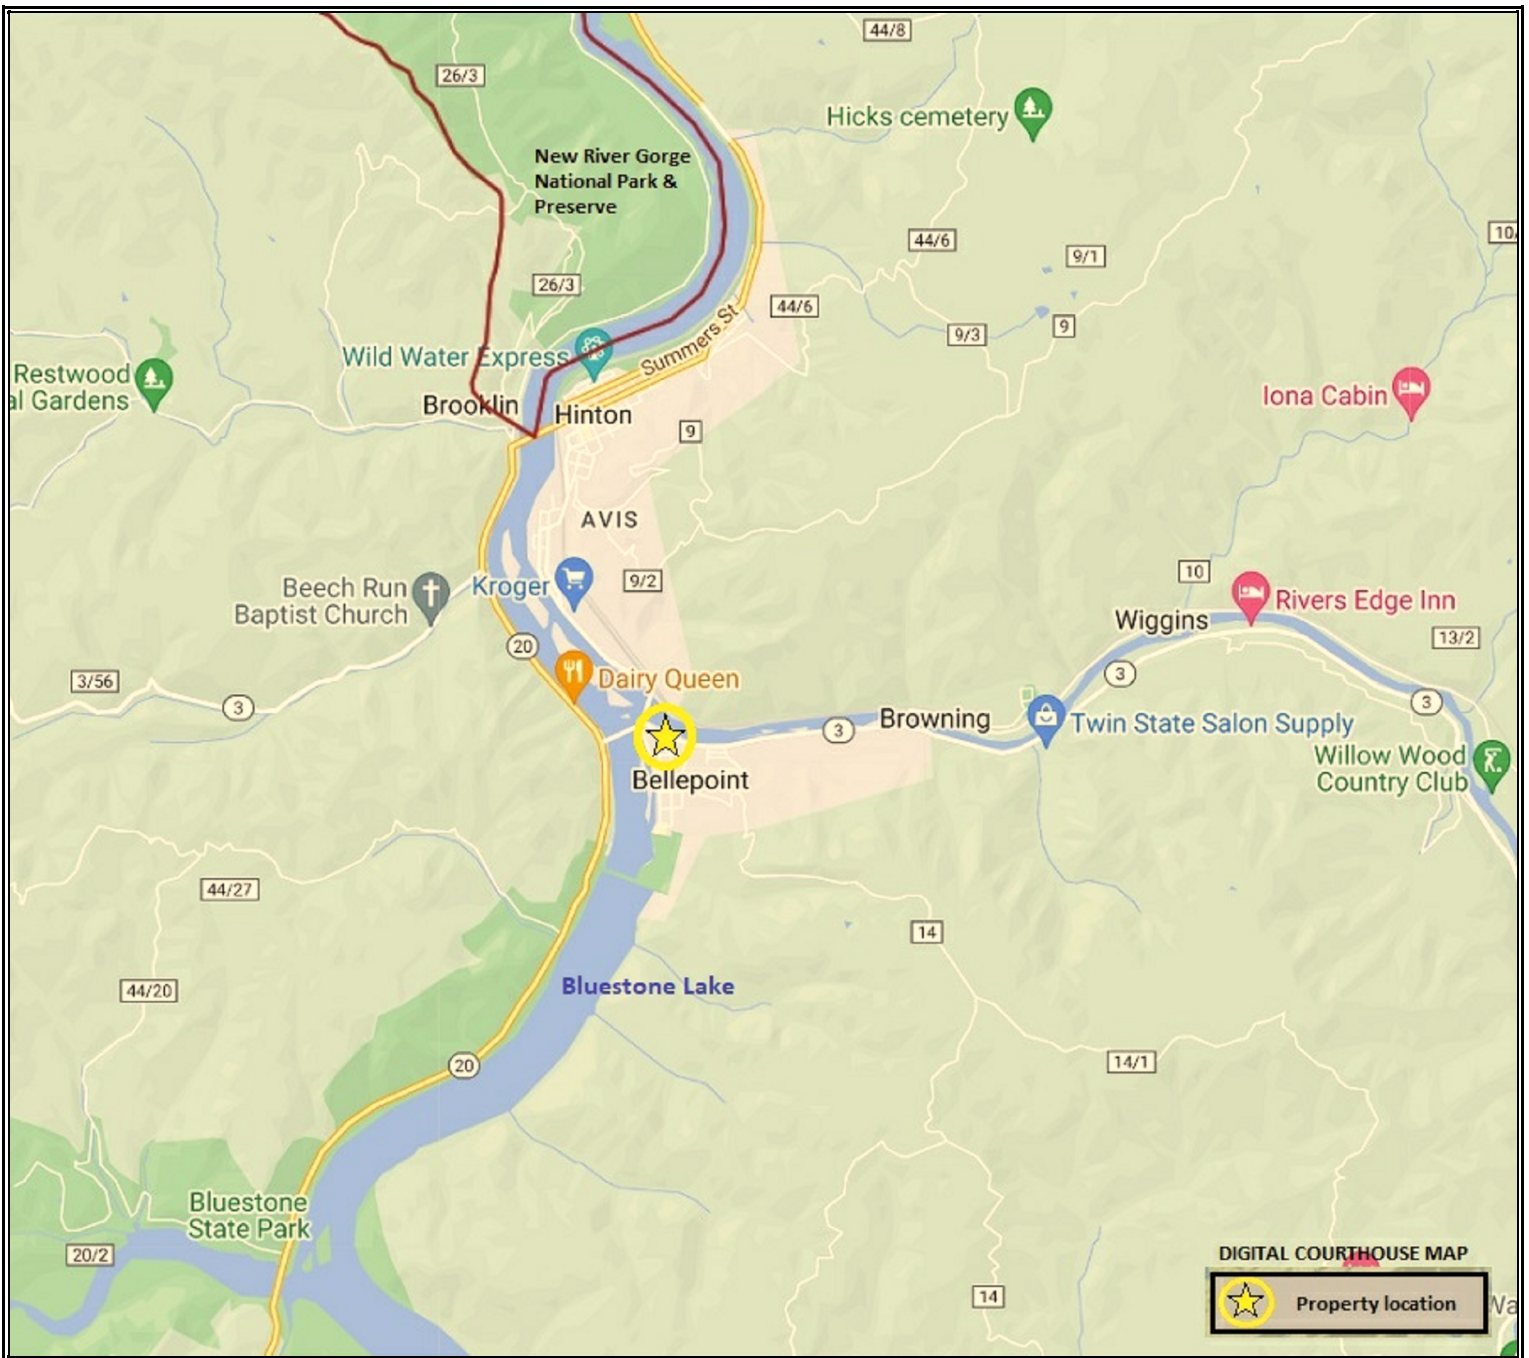 44/8
26/3
Hicks cemetery
New River Gorge
National Park &
Preserve
10/
44/6
9/1
26/3
44/6
9
9/3
Summers St
Wild Water Express
Restwood
al Gardens
Iona Cabin
Brooklin
Hinton
9
AVIS
10
Beech Run
Baptist Church
Kroger
9/2
Rivers Edge Inn
Wiggins
13/2
20
3/56
Dairy Queen
3
3
3
Browning
3
Twin State Salon Supply
Willow Wood
Country Club
Bellepoint
44/27
14
44/20
Bluestone Lake
20
14/1
Bluestone
State Park
20/2
DIGITAL COURTHOUSE MAP
14
Property location
Wa